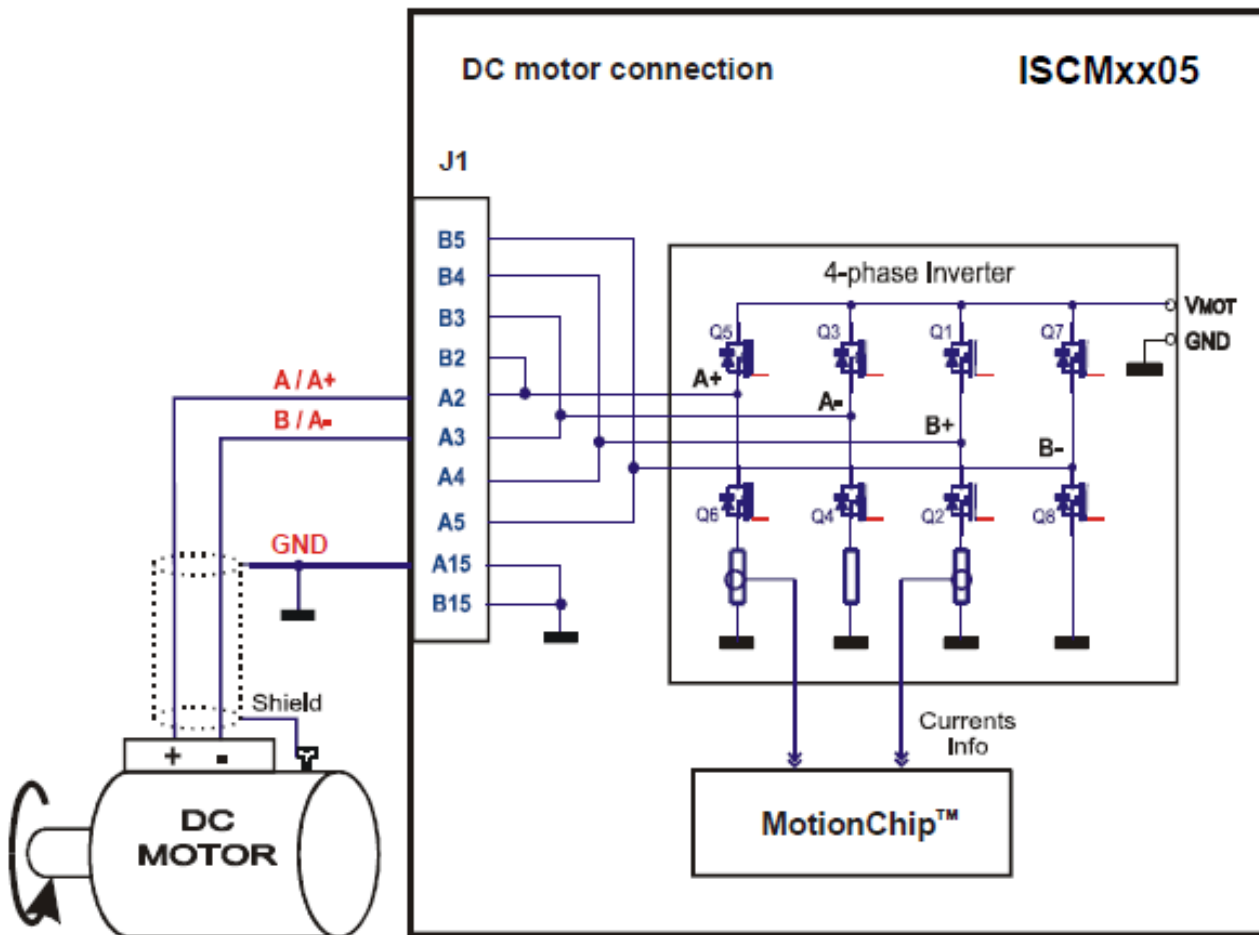 DC motor connection
ISCMxx05
J1
B5
B4
B3
B2
A2
A3
A4
A5
A15
B15
A / A+
B / A-
GND
Shield
+ -
DC
MOTOR
4-phase Inverter
VMOT
GND
Q5
Q3
Q1
Q7
A+
A-
B+
B-
Q6
Q4
Q2
Q8
Currents
Info
MotionChip™